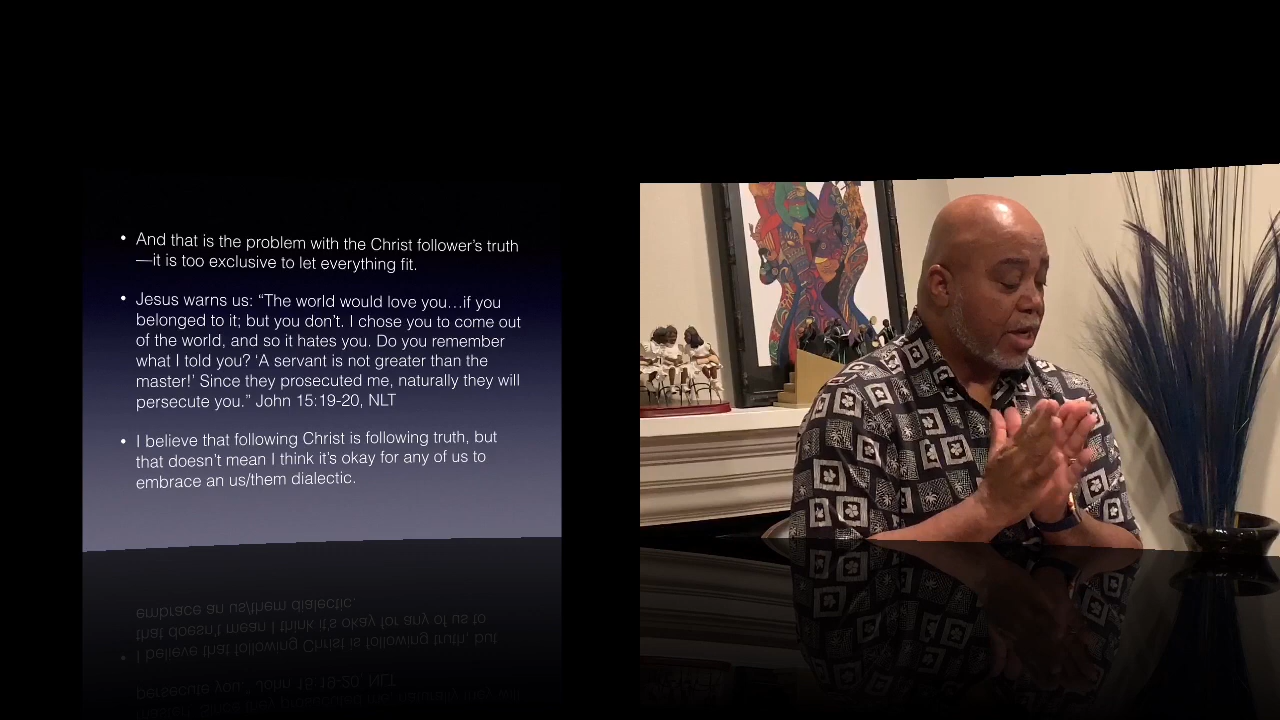 • And that is the problem with the Christ follower's truth
—it is too exclusive to let everything fit.
• Jesus warns us: “The world would love you…if you
belonged to it; but you don't. I chose you to come out
of the world, and so it hates you. Do you remember
what I told you? ‘A servant is not greater than the
master!’ Since they prosecuted me, naturally they will
persecute you.” John 15:19-20, NLT
• I believe that following Christ is following truth, but
that doesn't mean I think it's okay for any of us to
embrace an us/them dialectic.